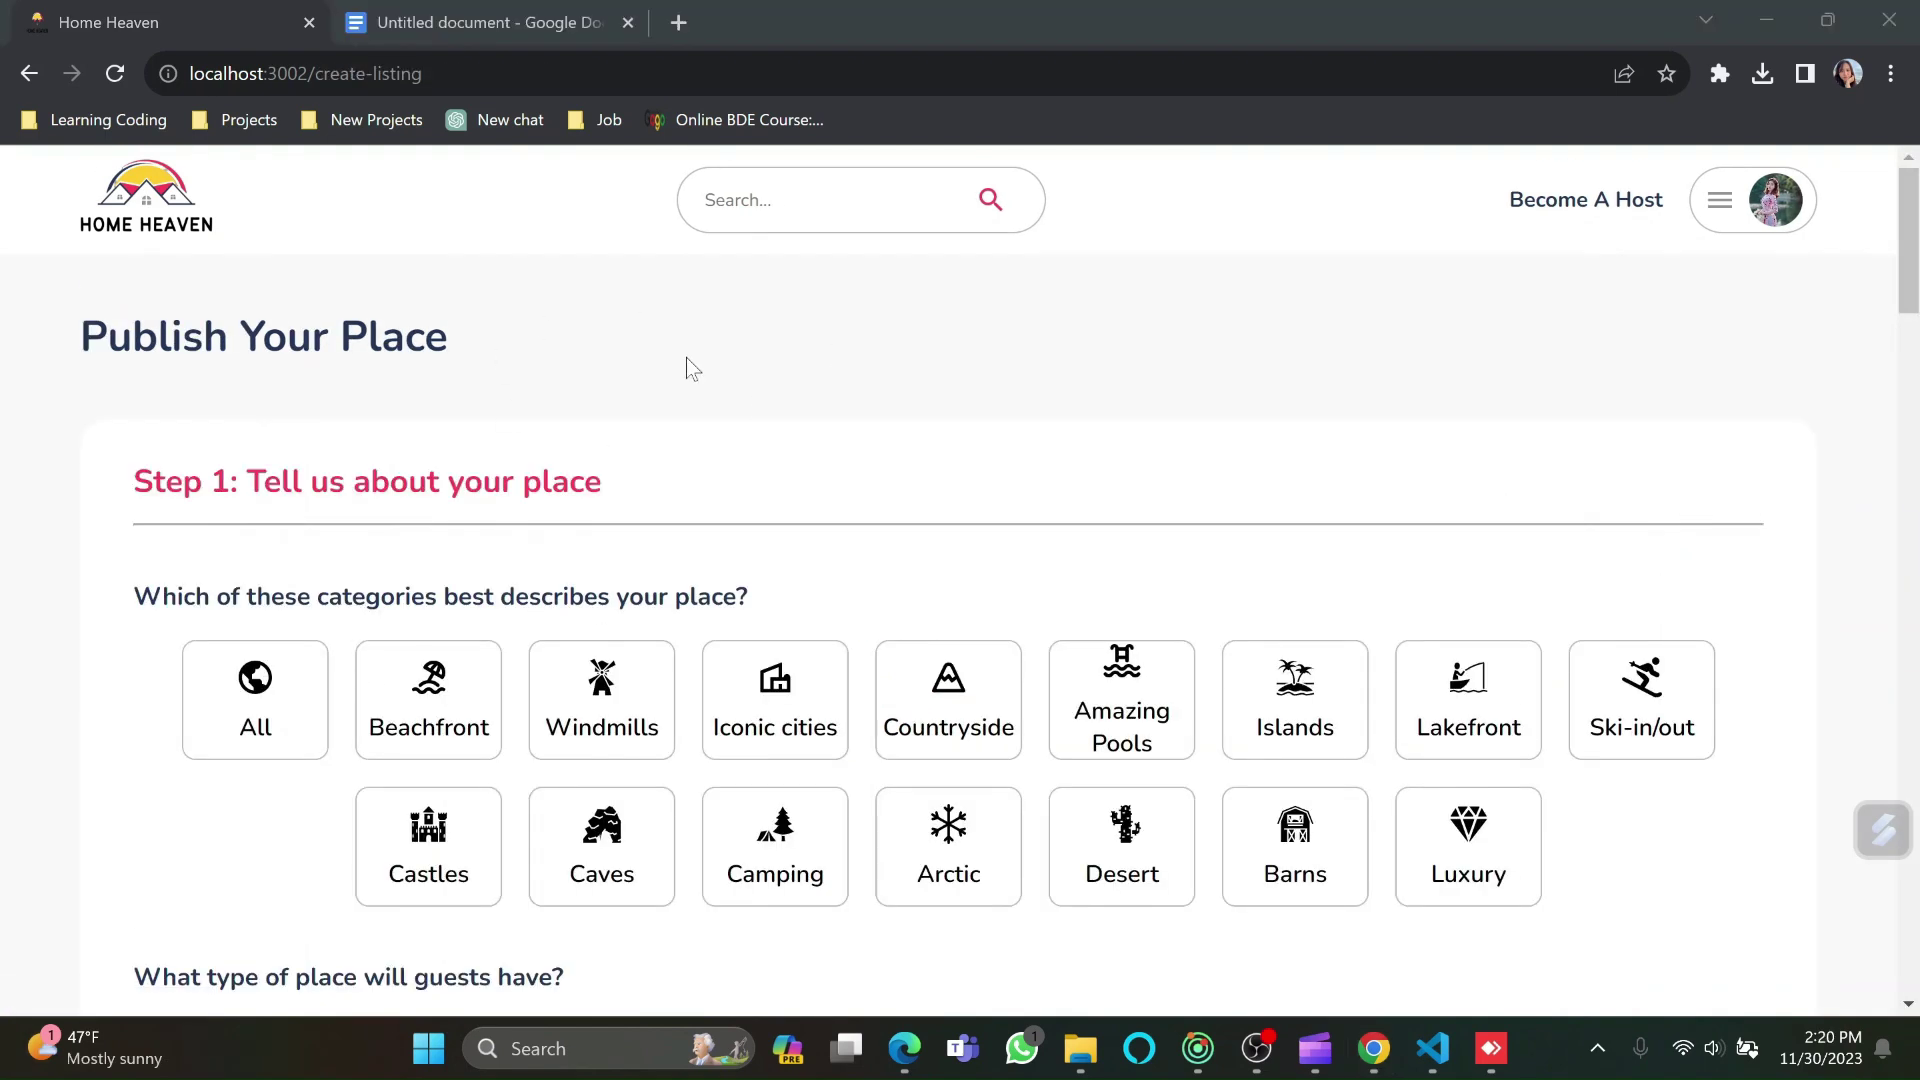 Home Heaven
Untitled document - Google Do
localhost:3002/create-listing
Learning Coding
Projects
New Projects
New chat
Job
Online BDE Course:...
HOME HEAVEN
Search...
Become A Host
Publish Your Place
Step 1: Tell us about your place
Which of these categories best describes your place?
All
Beachfront
Windmills
Iconic cities
Countryside
Amazing
Pools
Islands
Lakefront
Ski-in/out
Castles
Caves
Camping
Arctic
Desert
Barns
Luxury
What type of place will guests have?
1
47°F
Mostly sunny
Search
PRE
1
2:20 PM
11/30/2023